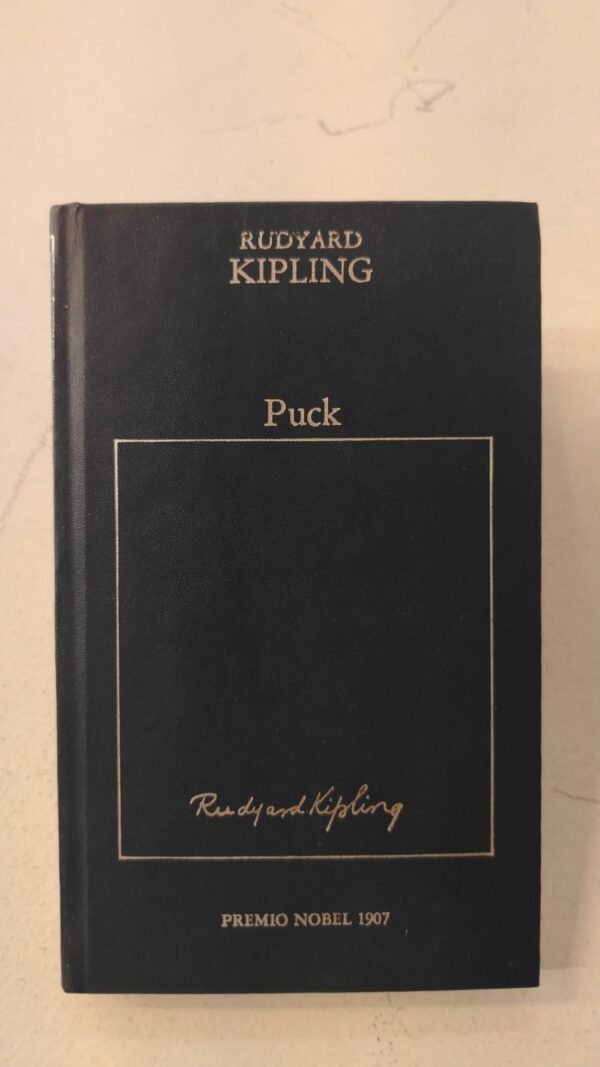 RUDYARD
KIPLING
Puck
Rudyard Kipling
PREMIO NOBEL 1907